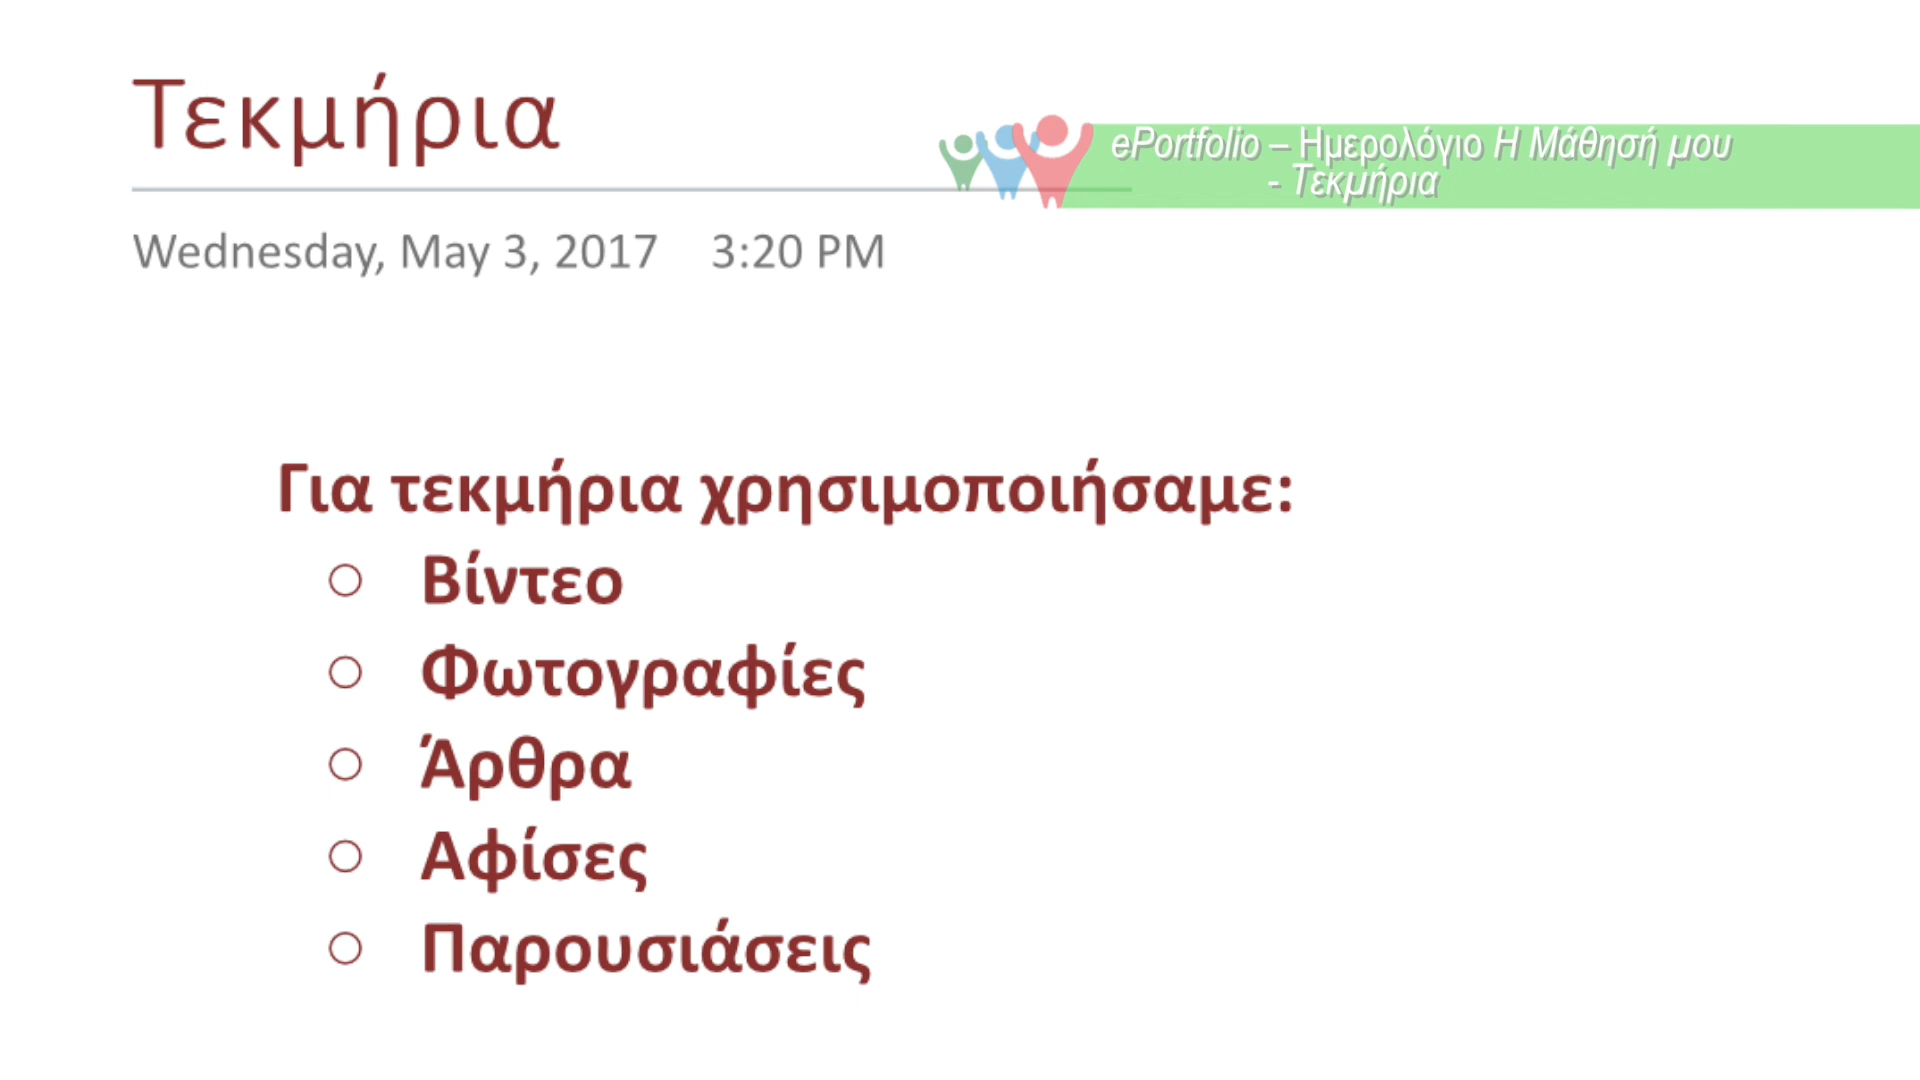 Τεκμήρια
ePortfolio – Ημερολόγιο Η Μάθησή μου
- Τεκμήρια
Wednesday, May 3, 2017 3:20 PM
Για τεκμήρια χρησιμοποιήσαμε:
○ Βίντεο
○ Φωτογραφίες
○ Άρθρα
○ Αφίσες
○ Παρουσιάσεις